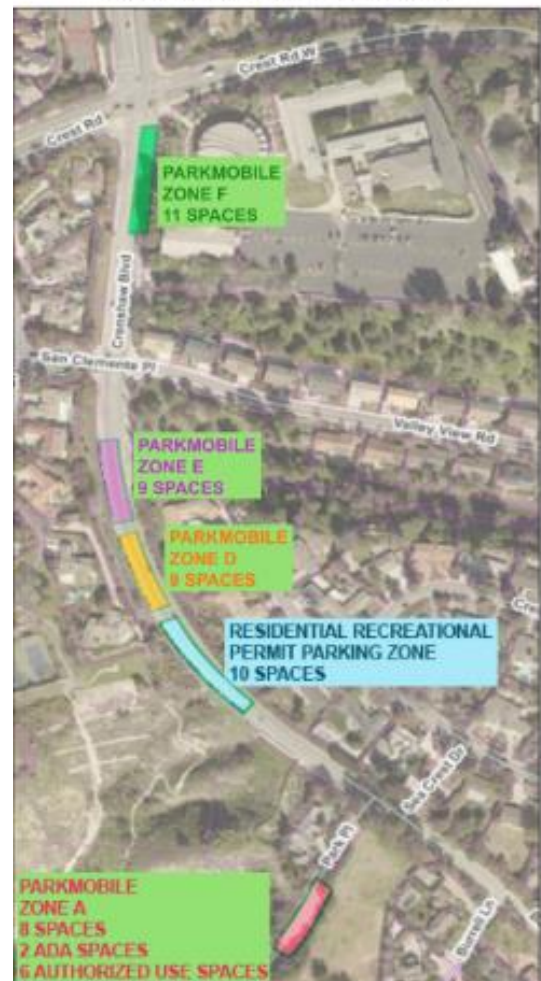 Crest Rd W
Crest Rd
PARKMOBILE
ZONE F
11 SPACES
Crenshaw Blvd
San Clemente Pl
Valley View Rd
PARKMOBILE
ZONE E
9 SPACES
PARKMOBILE
ZONE D
RESIDENTIAL RECREATIONAL
PERMIT PARKING ZONE
10 SPACES
Sea Crest Dr
Park Pl
Burrell Ln
PARKMOBILE
ZONE A
8 SPACES
2 ADA SPACES
6 AUTHORIZED USE SPACES